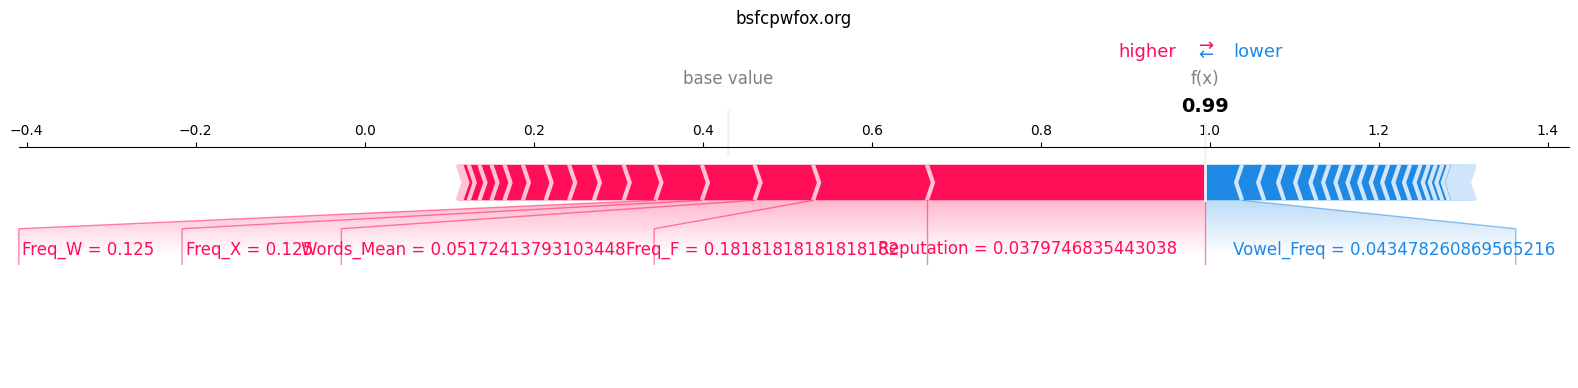 bsfcpwfox.org
higher ⇄ lower
base value f(x)
0.99
−0.4 −0.2 0.0 0.2 0.4 0.6 0.8 1.0 1.2 1.4
Freq_W = 0.125 Freq_X = 0.125 Words_Mean = 0.05172413793103448 Freq_F = 0.18181818181818182 Reputation = 0.0379746835443038 Vowel_Freq = 0.043478260869565216